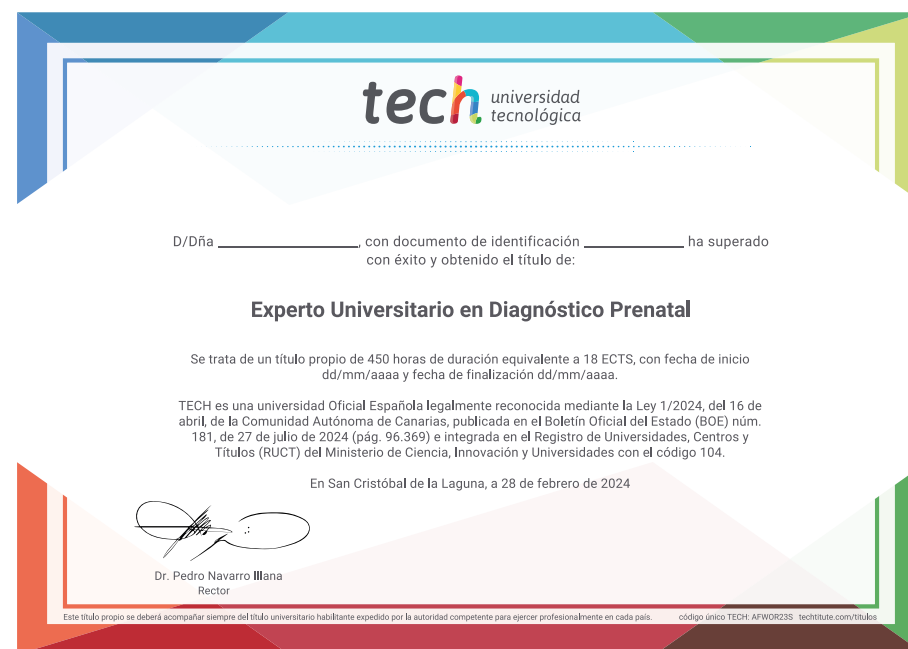 tech universidad
tecnológica
D/Dña ____________________, con documento de identificación ______________ ha superado
con éxito y obtenido el título de:
Experto Universitario en Diagnóstico Prenatal
Se trata de un título propio de 450 horas de duración equivalente a 18 ECTS, con fecha de inicio
dd/mm/aaaa y fecha de finalización dd/mm/aaaa.
TECH es una universidad Oficial Española legalmente reconocida mediante la Ley 1/2024, del 16 de
abril, de la Comunidad Autónoma de Canarias, publicada en el Boletín Oficial del Estado (BOE) núm.
181, de 27 de julio de 2024 (pág. 96.369) e integrada en el Registro de Universidades, Centros y
Títulos (RUCT) del Ministerio de Ciencia, Innovación y Universidades con el código 104.
En San Cristóbal de la Laguna, a 28 de febrero de 2024
Dr. Pedro Navarro Illana
Rector
Este título propio se deberá acompañar siempre del título universitario habilitante expedido por la autoridad competente para ejercer profesionalmente en cada país. código único TECH: AFWOR23S techtitute.com/titulos